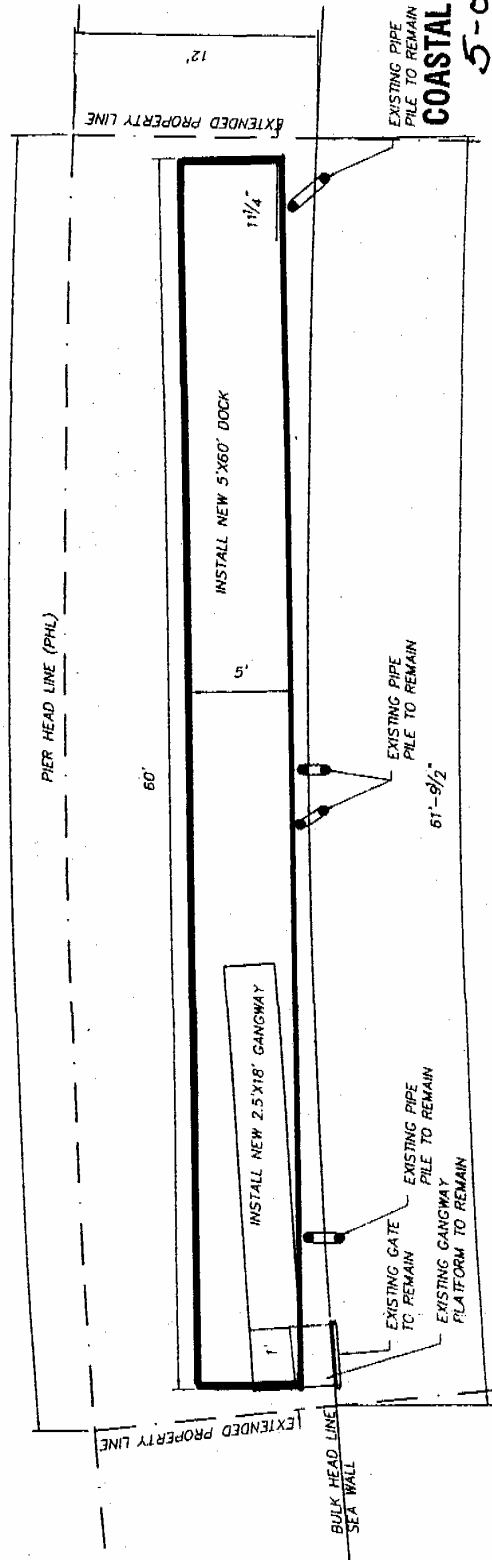 PIER HEAD LINE (PHL)
12'
EXTENDED PROPERTY LINE
60'
11 1/4"
INSTALL NEW 5'X60' DOCK
5'
INSTALL NEW 2.5'X18' GANGWAY
1'
EXTENDED PROPERTY LINE
EXISTING PIPE
PILE TO REMAIN
EXISTING PIPE
PILE TO REMAIN
61'-9 1/2"
EXISTING PIPE
PILE TO REMAIN
EXISTING GATE
TO REMAIN
EXISTING GANGWAY
PLATFORM TO REMAIN
BULK HEAD LINE
SEA WALL
COASTAL
5-0